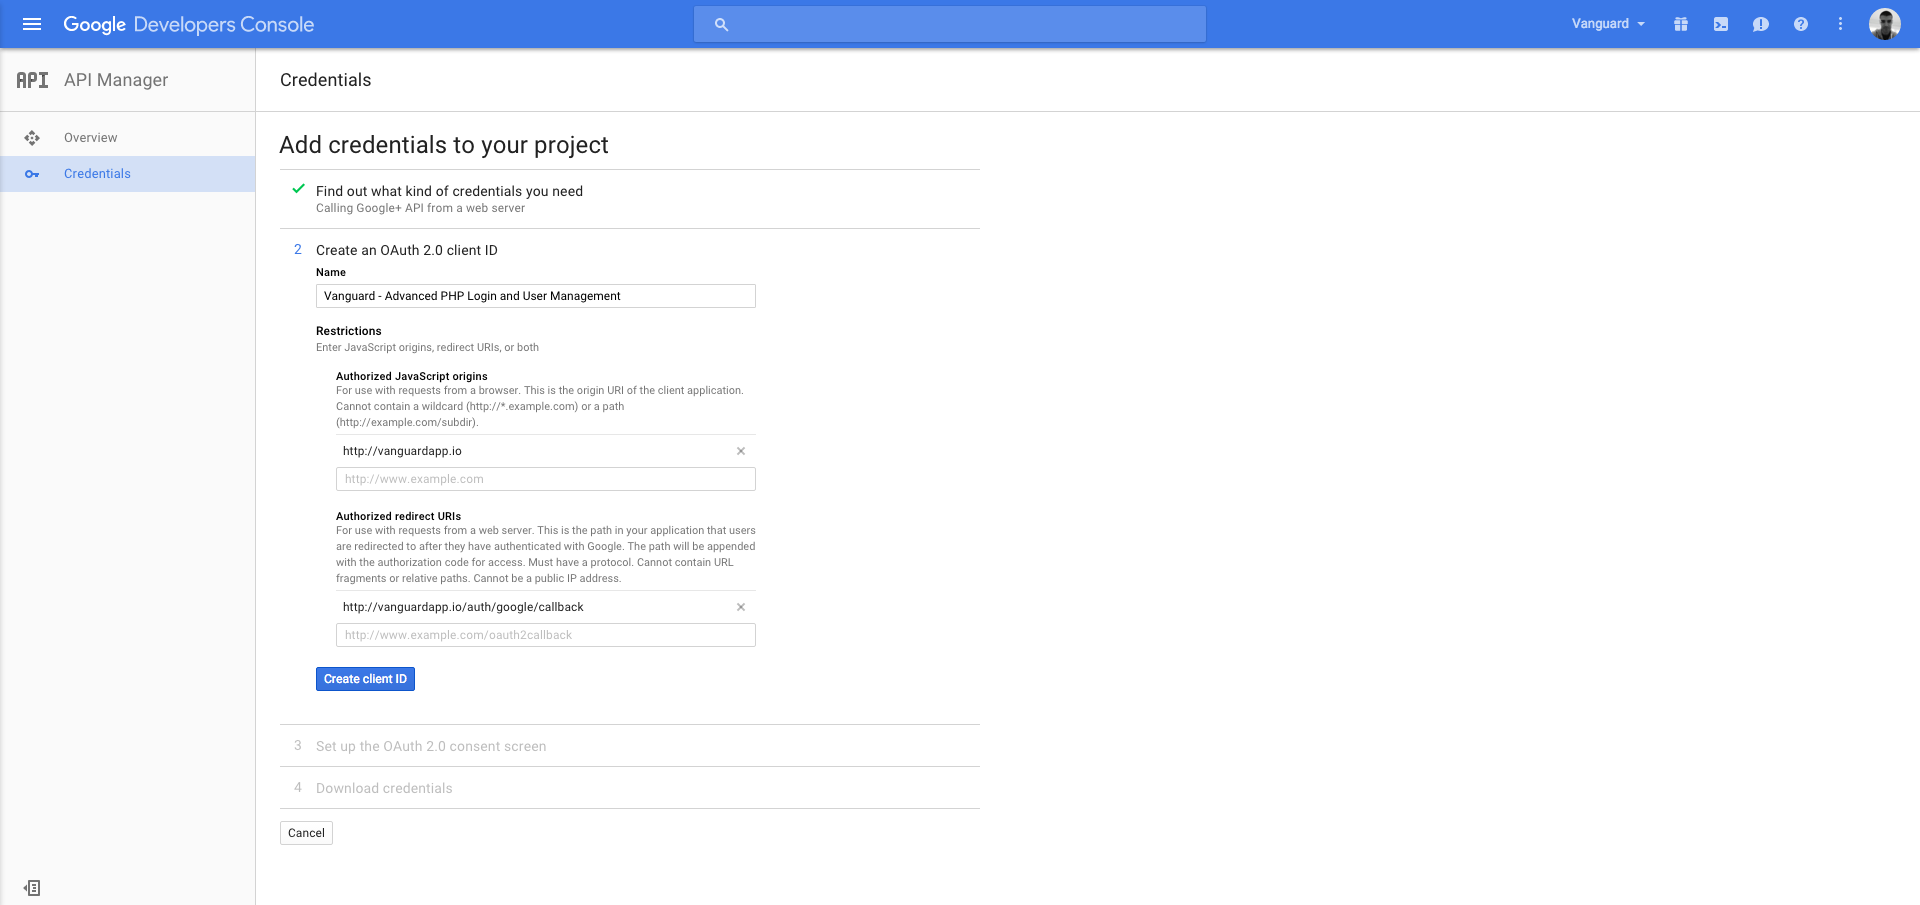 Google Developers Console
Vanguard
API API Manager
Credentials
Overview
Credentials
Add credentials to your project
Find out what kind of credentials you need
Calling Google+ API from a web server
2 Create an OAuth 2.0 client ID
Name
Vanguard - Advanced PHP Login and User Management
Restrictions
Enter JavaScript origins, redirect URIs, or both
Authorized JavaScript origins
For use with requests from a browser. This is the origin URI of the client application.
Cannot contain a wildcard (http://*.example.com) or a path
(http://example.com/subdir).
http://vanguardapp.io
http://www.example.com
Authorized redirect URIs
For use with requests from a web server. This is the path in your application that users
are redirected to after they have authenticated with Google. The path will be appended
with the authorization code for access. Must have a protocol. Cannot contain URL
fragments or relative paths. Cannot be a public IP address.
http://vanguardapp.io/auth/google/callback
http://www.example.com/oauth2callback
Create client ID
3 Set up the OAuth 2.0 consent screen
4 Download credentials
Cancel